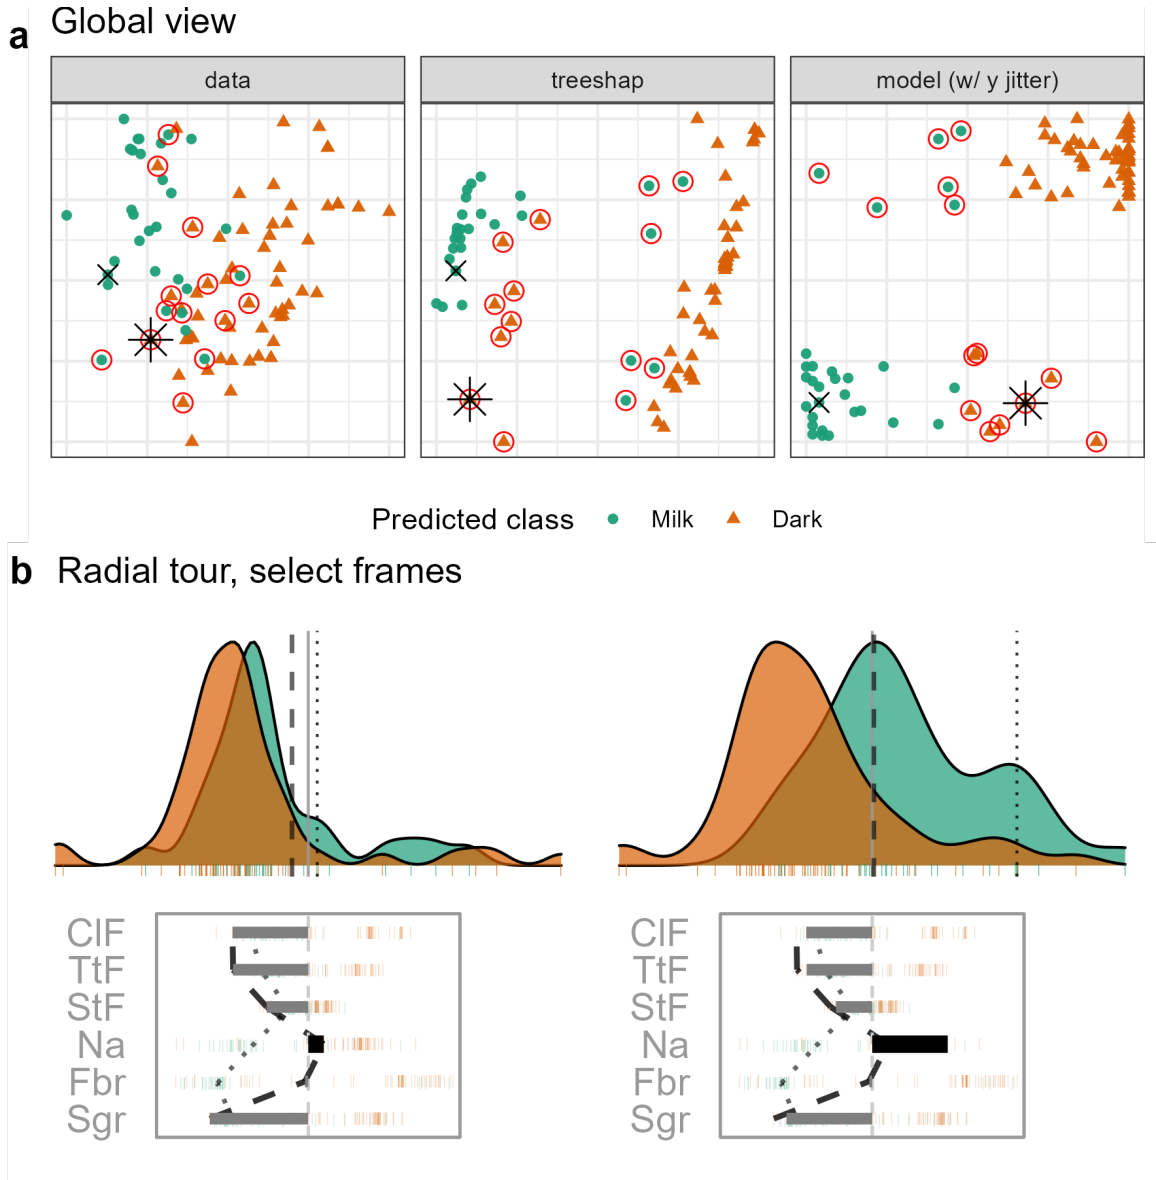 a Global view
data treeshap model (w/ y jitter)
Predicted class Milk Dark
b Radial tour, select frames
ClF ClF
TtF TtF
StF StF
Na Na
Fbr Fbr
Sgr Sgr